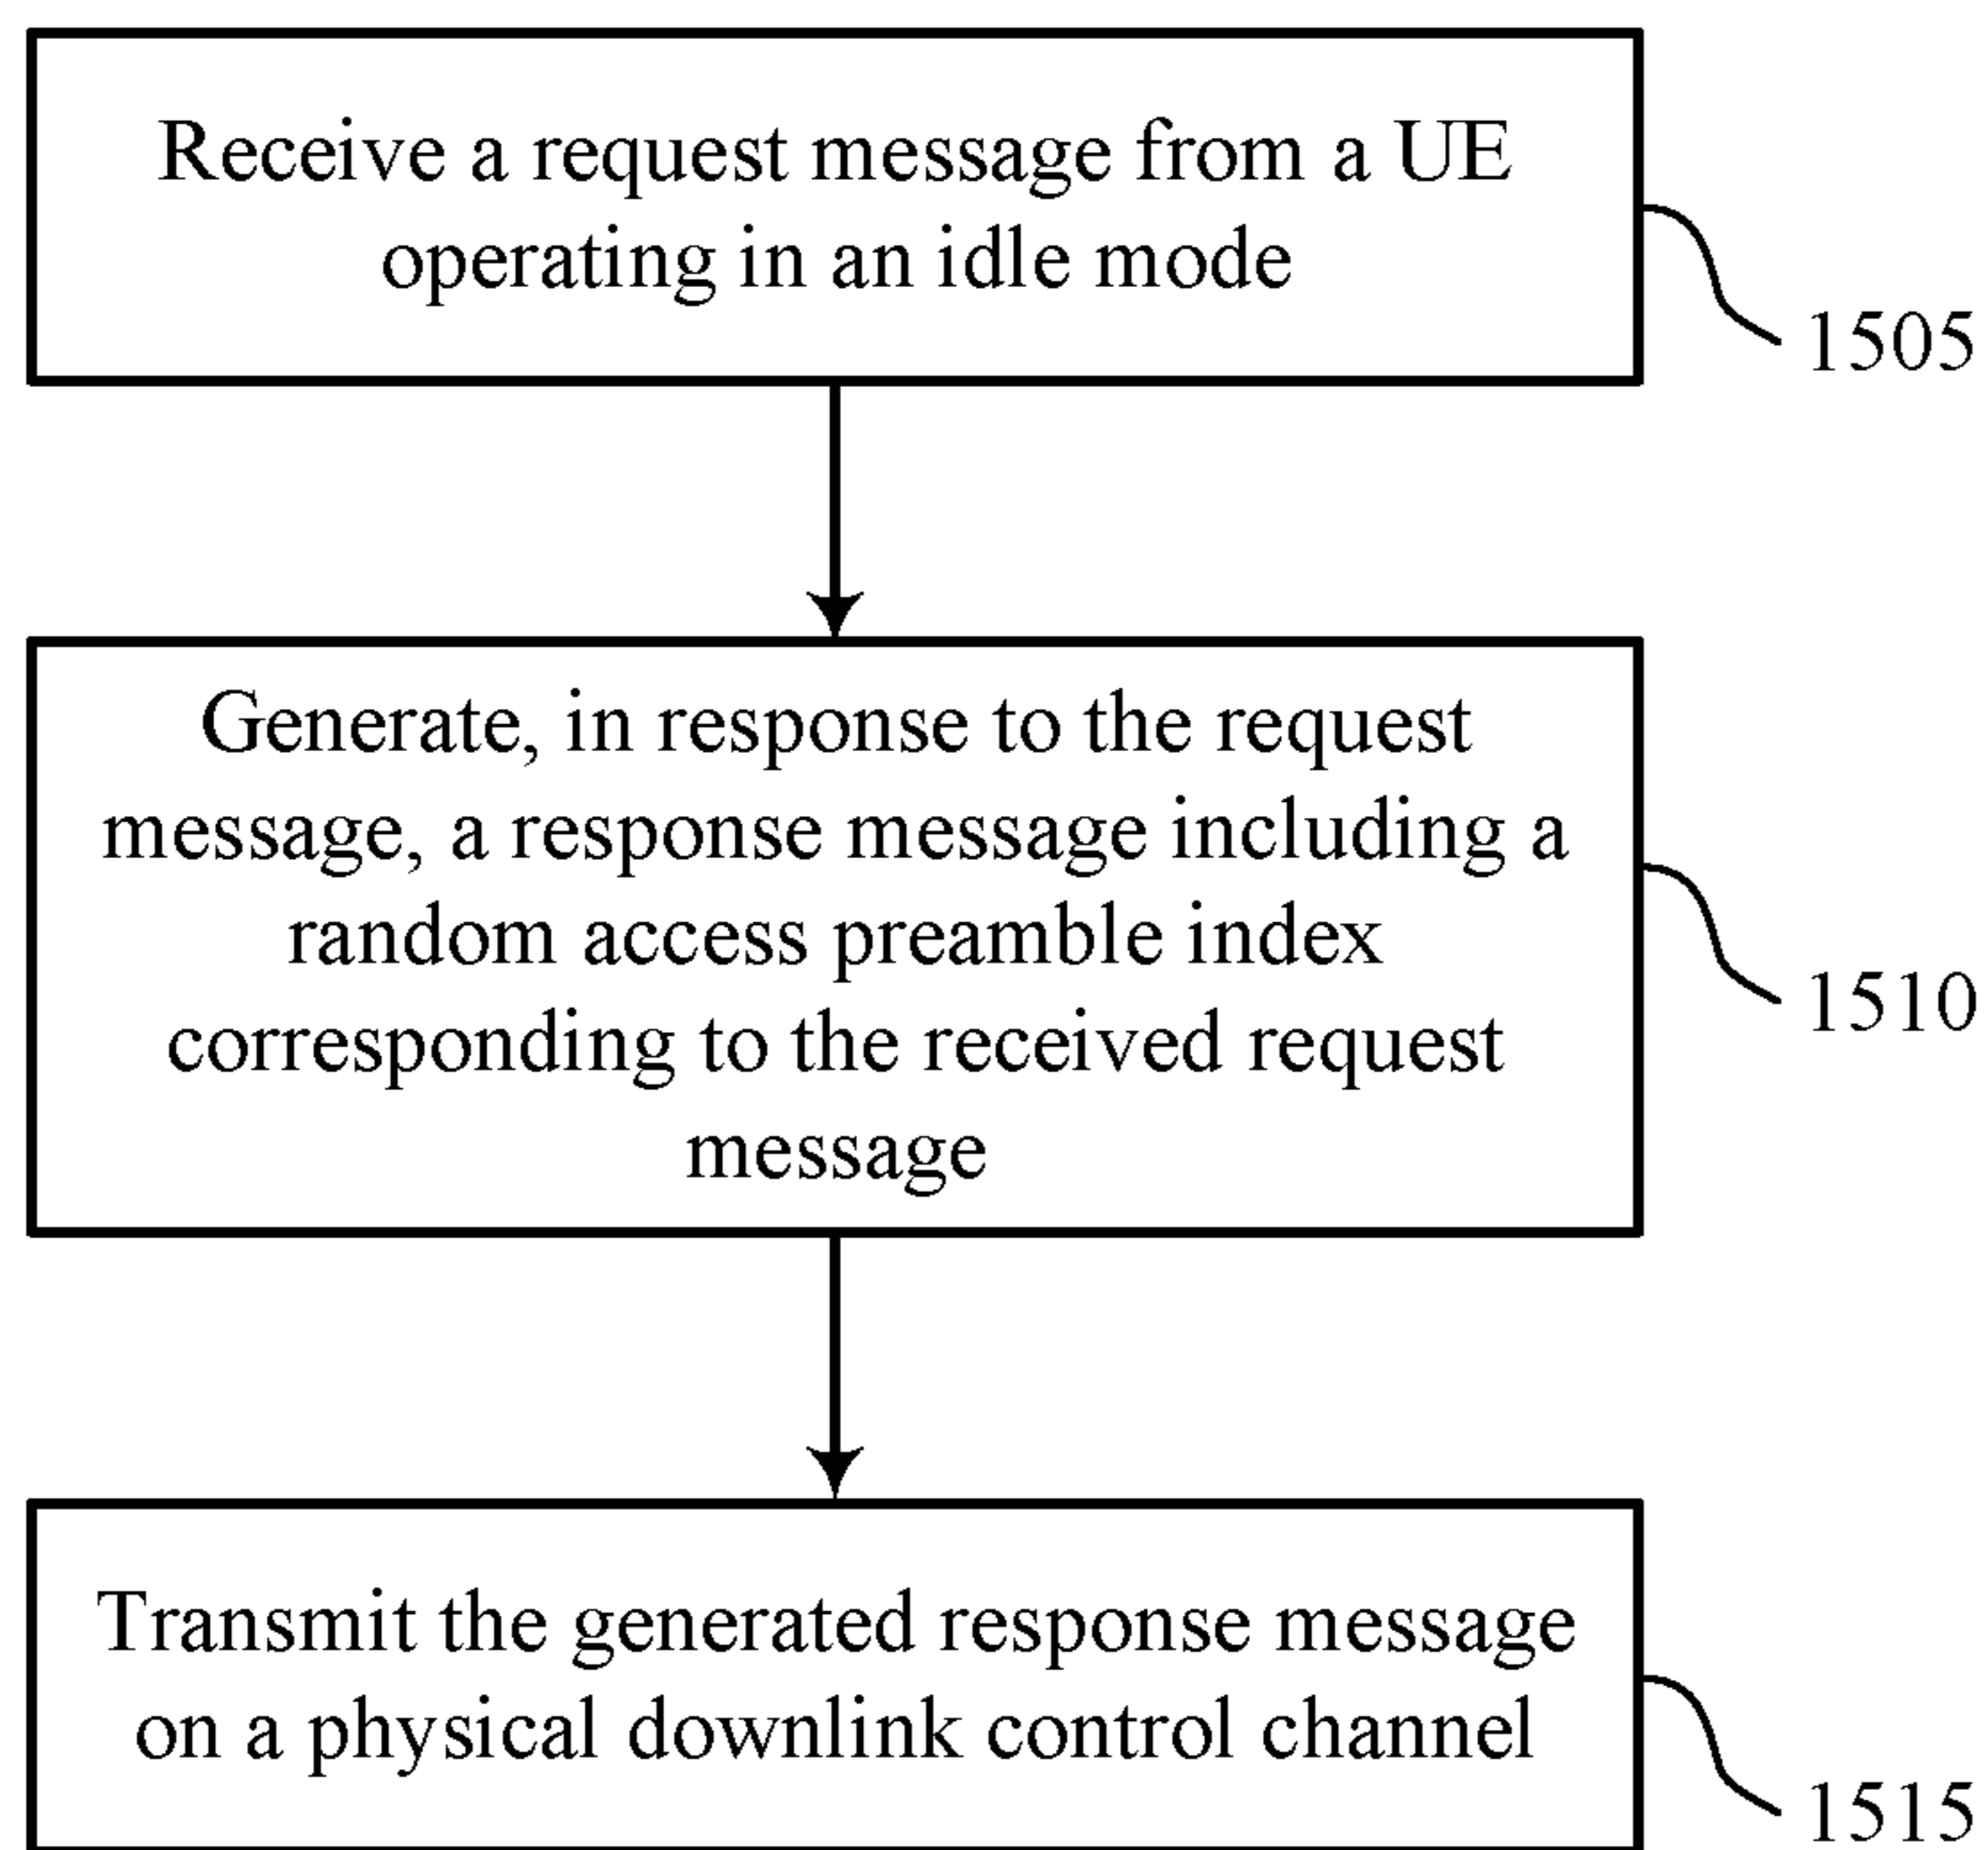 Receive a request message from a UE
operating in an idle mode
1505
Generate, in response to the request
message, a response message including a
random access preamble index
corresponding to the received request
message
1510
Transmit the generated response message
on a physical downlink control channel
1515